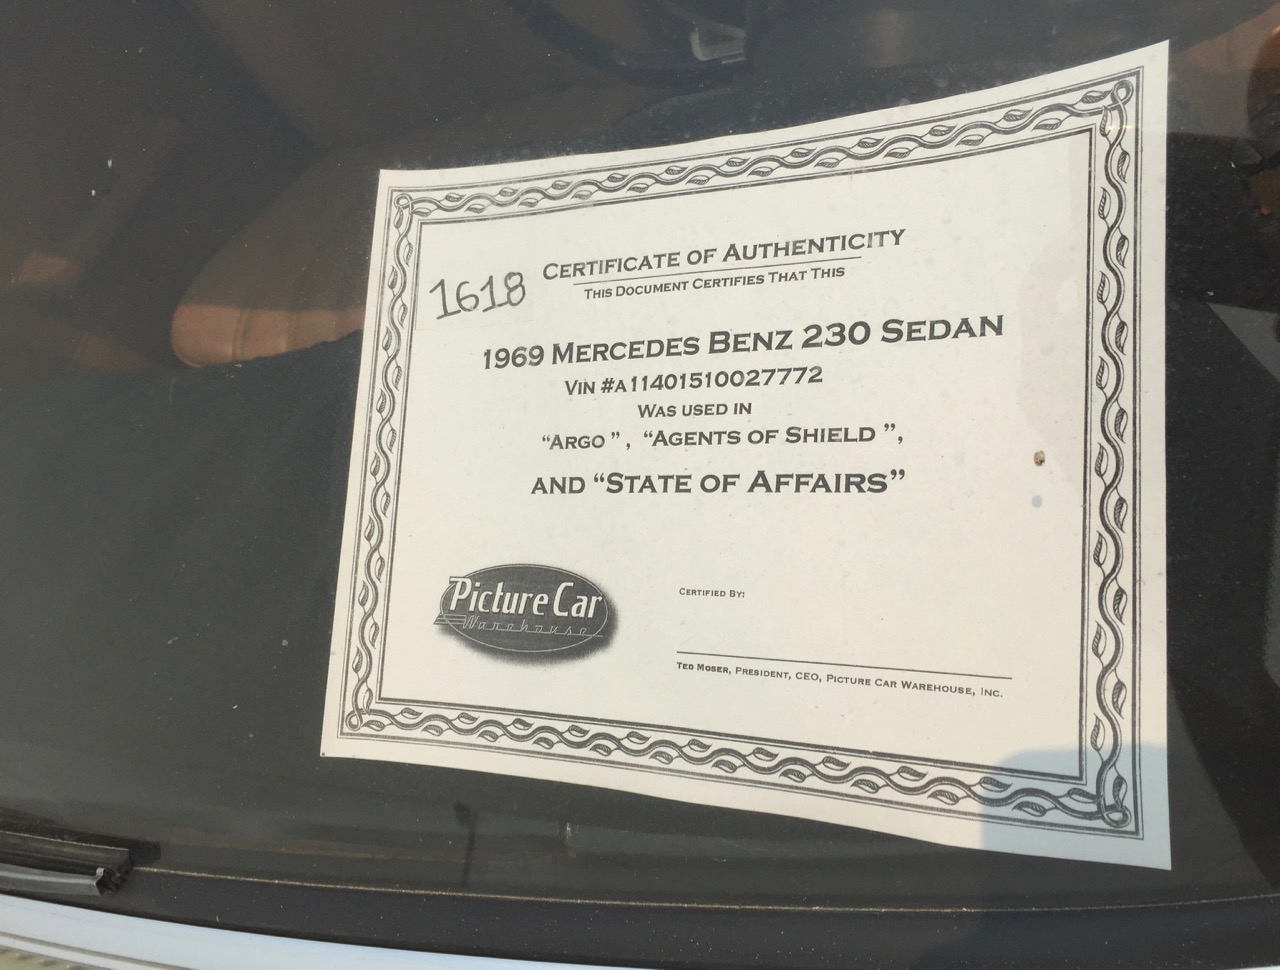 1618
CERTIFICATE OF AUTHENTICITY
THIS DOCUMENT CERTIFIES THAT THIS
1969 MERCEDES BENZ 230 SEDAN
VIN #A11401510027772
WAS USED IN
“ARGO ”, “AGENTS OF SHIELD ”,
AND “STATE OF AFFAIRS”
Picture Car
Warehouse
CERTIFIED BY:
TED MOSER, PRESIDENT, CEO, PICTURE CAR WAREHOUSE, INC.